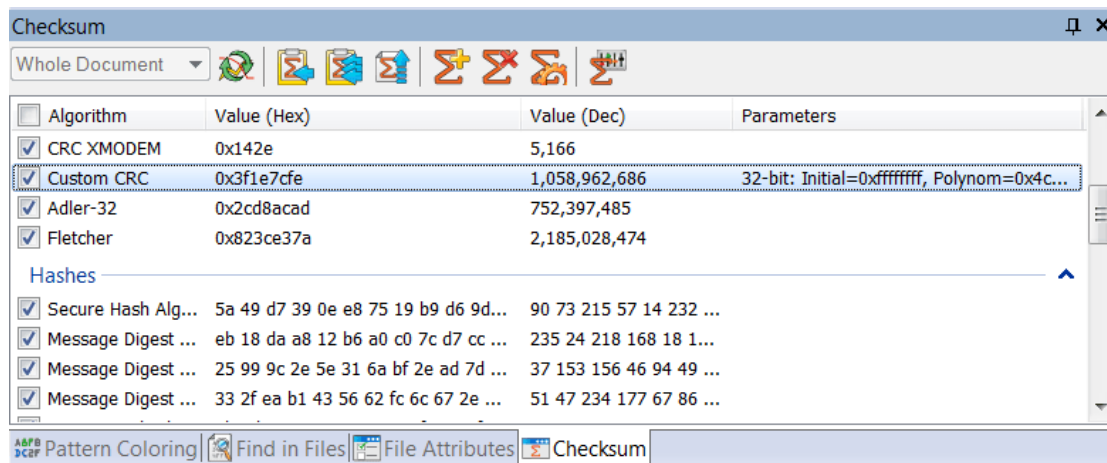 Checksum
Whole Document
Algorithm Value (Hex) Value (Dec) Parameters
CRC XMODEM 0x142e 5,166
Custom CRC 0x3f1e7cfe 1,058,962,686 32-bit: Initial=0xffffffff, Polynom=0x4c...
Adler-32 0x2cd8acad 752,397,485
Fletcher 0x823ce37a 2,185,028,474
Hashes
Secure Hash Alg... 5a 49 d7 39 0e e8 75 19 b9 d6 9d... 90 73 215 57 14 232 ...
Message Digest ... eb 18 da a8 12 b6 a0 c0 7c d7 cc ... 235 24 218 168 18 1...
Message Digest ... 25 99 9c 2e 5e 31 6a bf 2e ad 7d ... 37 153 156 46 94 49 ...
Message Digest ... 33 2f ea b1 43 56 62 fc 6c 67 2e ... 51 47 234 177 67 86 ...
Pattern Coloring Find in Files File Attributes Checksum